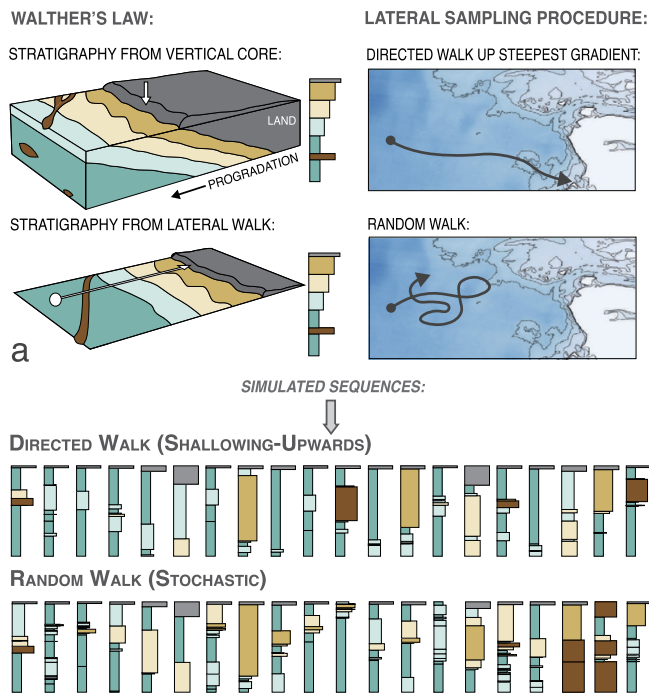 WALTHER'S LAW:
LATERAL SAMPLING PROCEDURE:
STRATIGRAPHY FROM VERTICAL CORE:
DIRECTED WALK UP STEEPEST GRADIENT:
LAND
PROGRADATION
STRATIGRAPHY FROM LATERAL WALK:
RANDOM WALK:
a
SIMULATED SEQUENCES:
DIRECTED WALK (SHALLOWING-UPWARDS)
RANDOM WALK (STOCHASTIC)